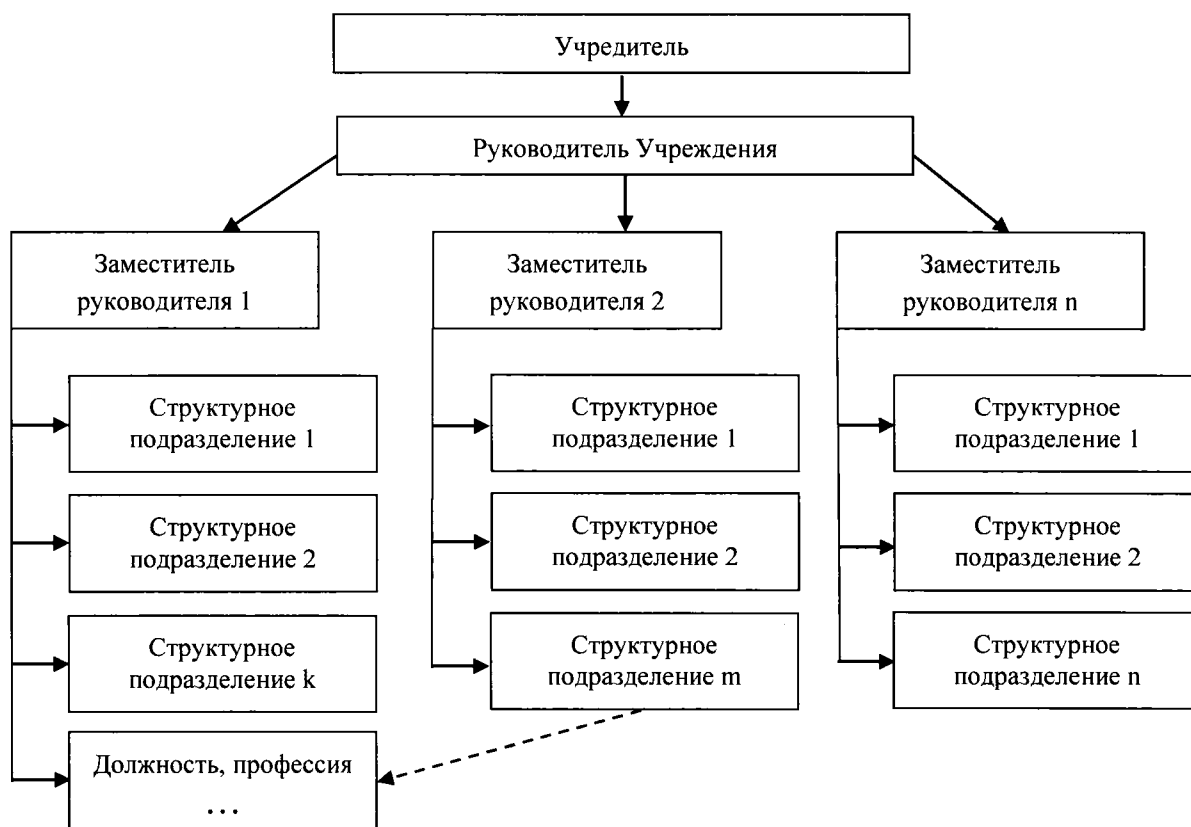 Учредитель
Руководитель Учреждения
Заместитель
руководителя 1
Заместитель
руководителя 2
Заместитель
руководителя n
Структурное
подразделение 1
Структурное
подразделение 1
Структурное
подразделение 1
Структурное
подразделение 2
Структурное
подразделение 2
Структурное
подразделение 2
Структурное
подразделение k
Структурное
подразделение m
Структурное
подразделение n
Должность, профессия
...